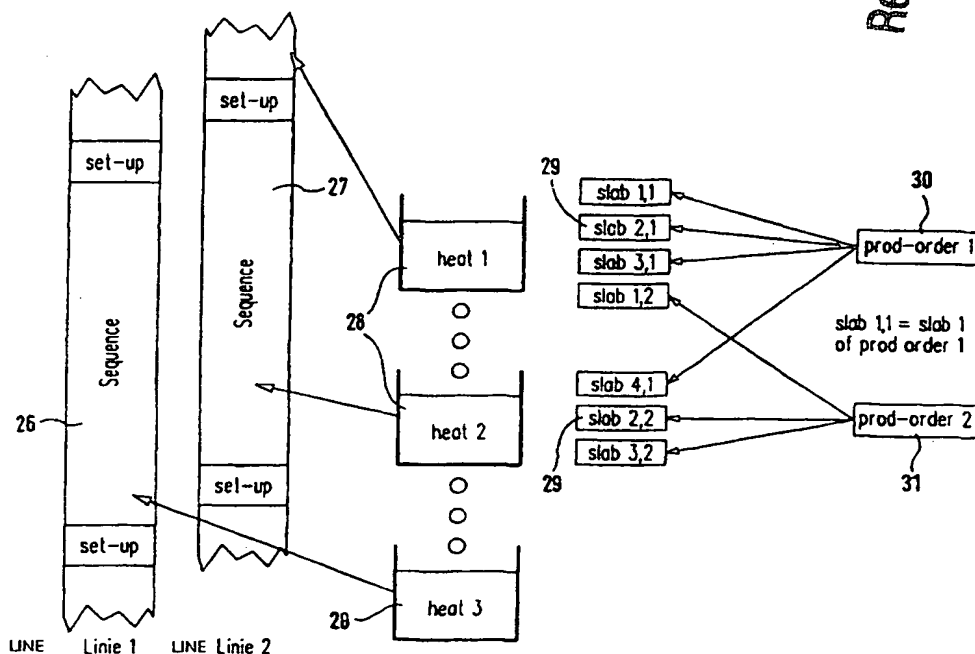 Re
set-up
set-up
27
26
Sequence
Sequence
set-up
set-up
LINE Linie 1 LINE Linie 2
28
heat 1
heat 2
28
heat 3
29
slab 1,1
slab 2,1
slab 3,1
slab 1,2
slab 4,1
slab 2,2
slab 3,2
29
30
prod-order 1
slab 1,1 = slab 1
of prod order 1
prod-order 2
31